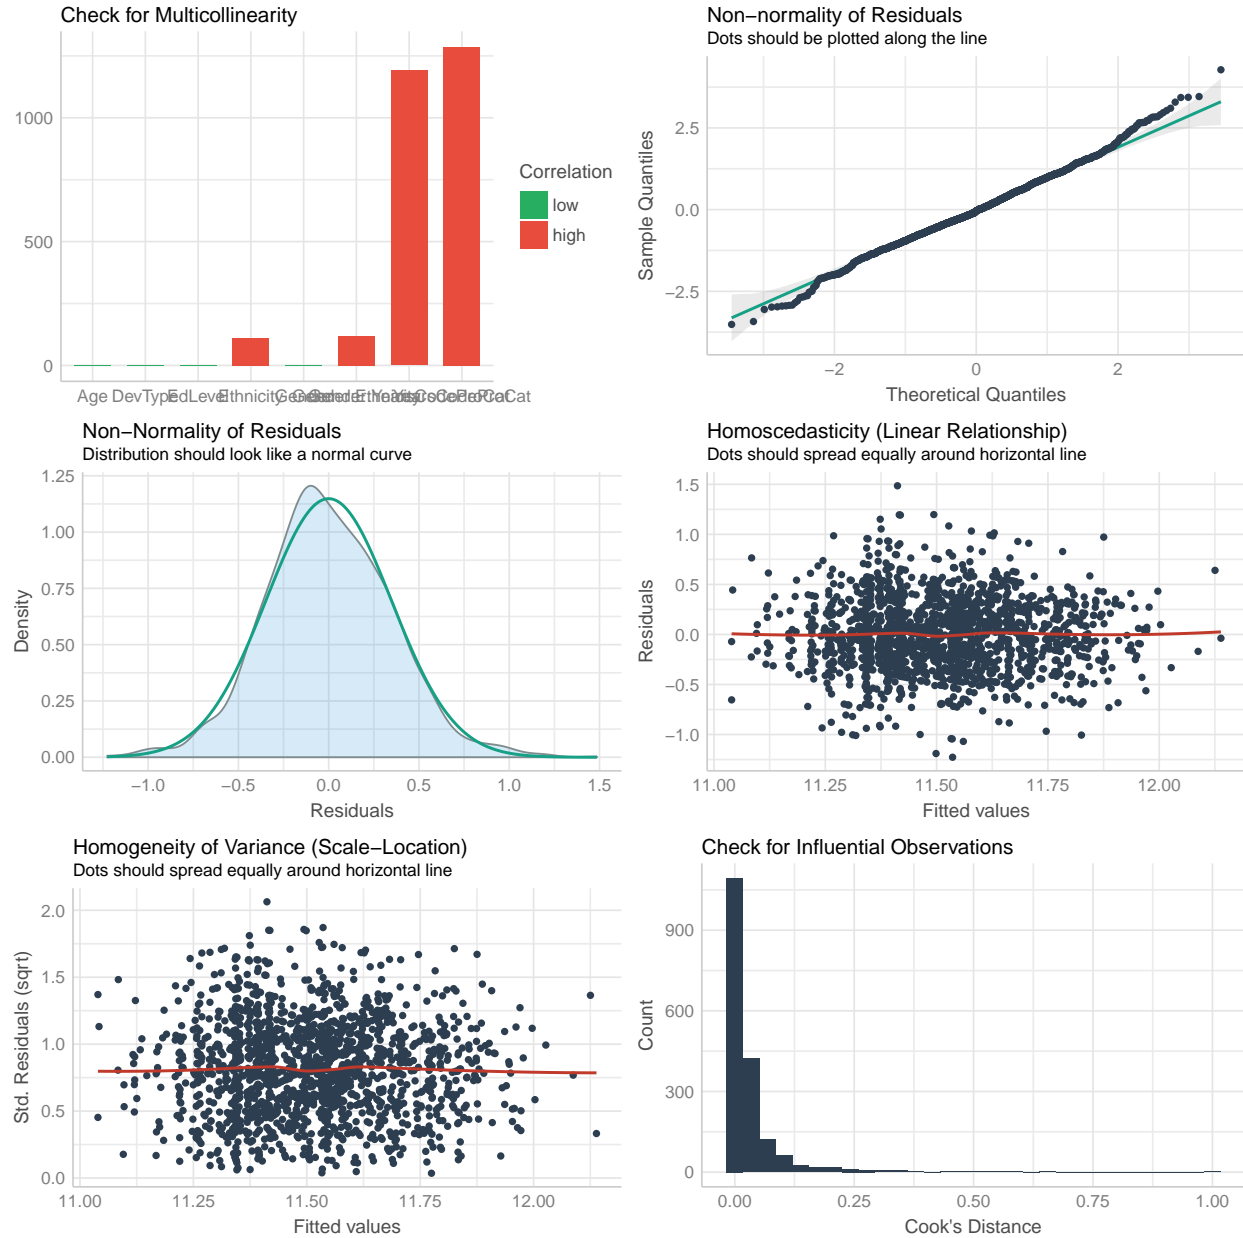 Check for Multicollinearity
1000
500
0
Age
DevType
EdLevel
Ethnicity
Correlation
low
high
Non−normality of Residuals
Dots should be plotted along the line
Sample Quantiles
2.5
0.0
−2.5
−2
0
2
Theoretical Quantiles
Non−Normality of Residuals
Distribution should look like a normal curve
Density
1.25
1.00
0.75
0.50
0.25
0.00
−1.0
−0.5
0.0
0.5
1.0
1.5
Residuals
Homoscedasticity (Linear Relationship)
Dots should spread equally around horizontal line
Residuals
1.5
1.0
0.5
0.0
−0.5
−1.0
11.00
11.25
11.50
11.75
12.00
Fitted values
Homogeneity of Variance (Scale−Location)
Dots should spread equally around horizontal line
Std. Residuals (sqrt)
2.0
1.5
1.0
0.5
0.0
11.00
11.25
11.50
11.75
12.00
Fitted values
Check for Influential Observations
Count
900
600
300
0
0.00
0.25
0.50
0.75
1.00
Cook's Distance